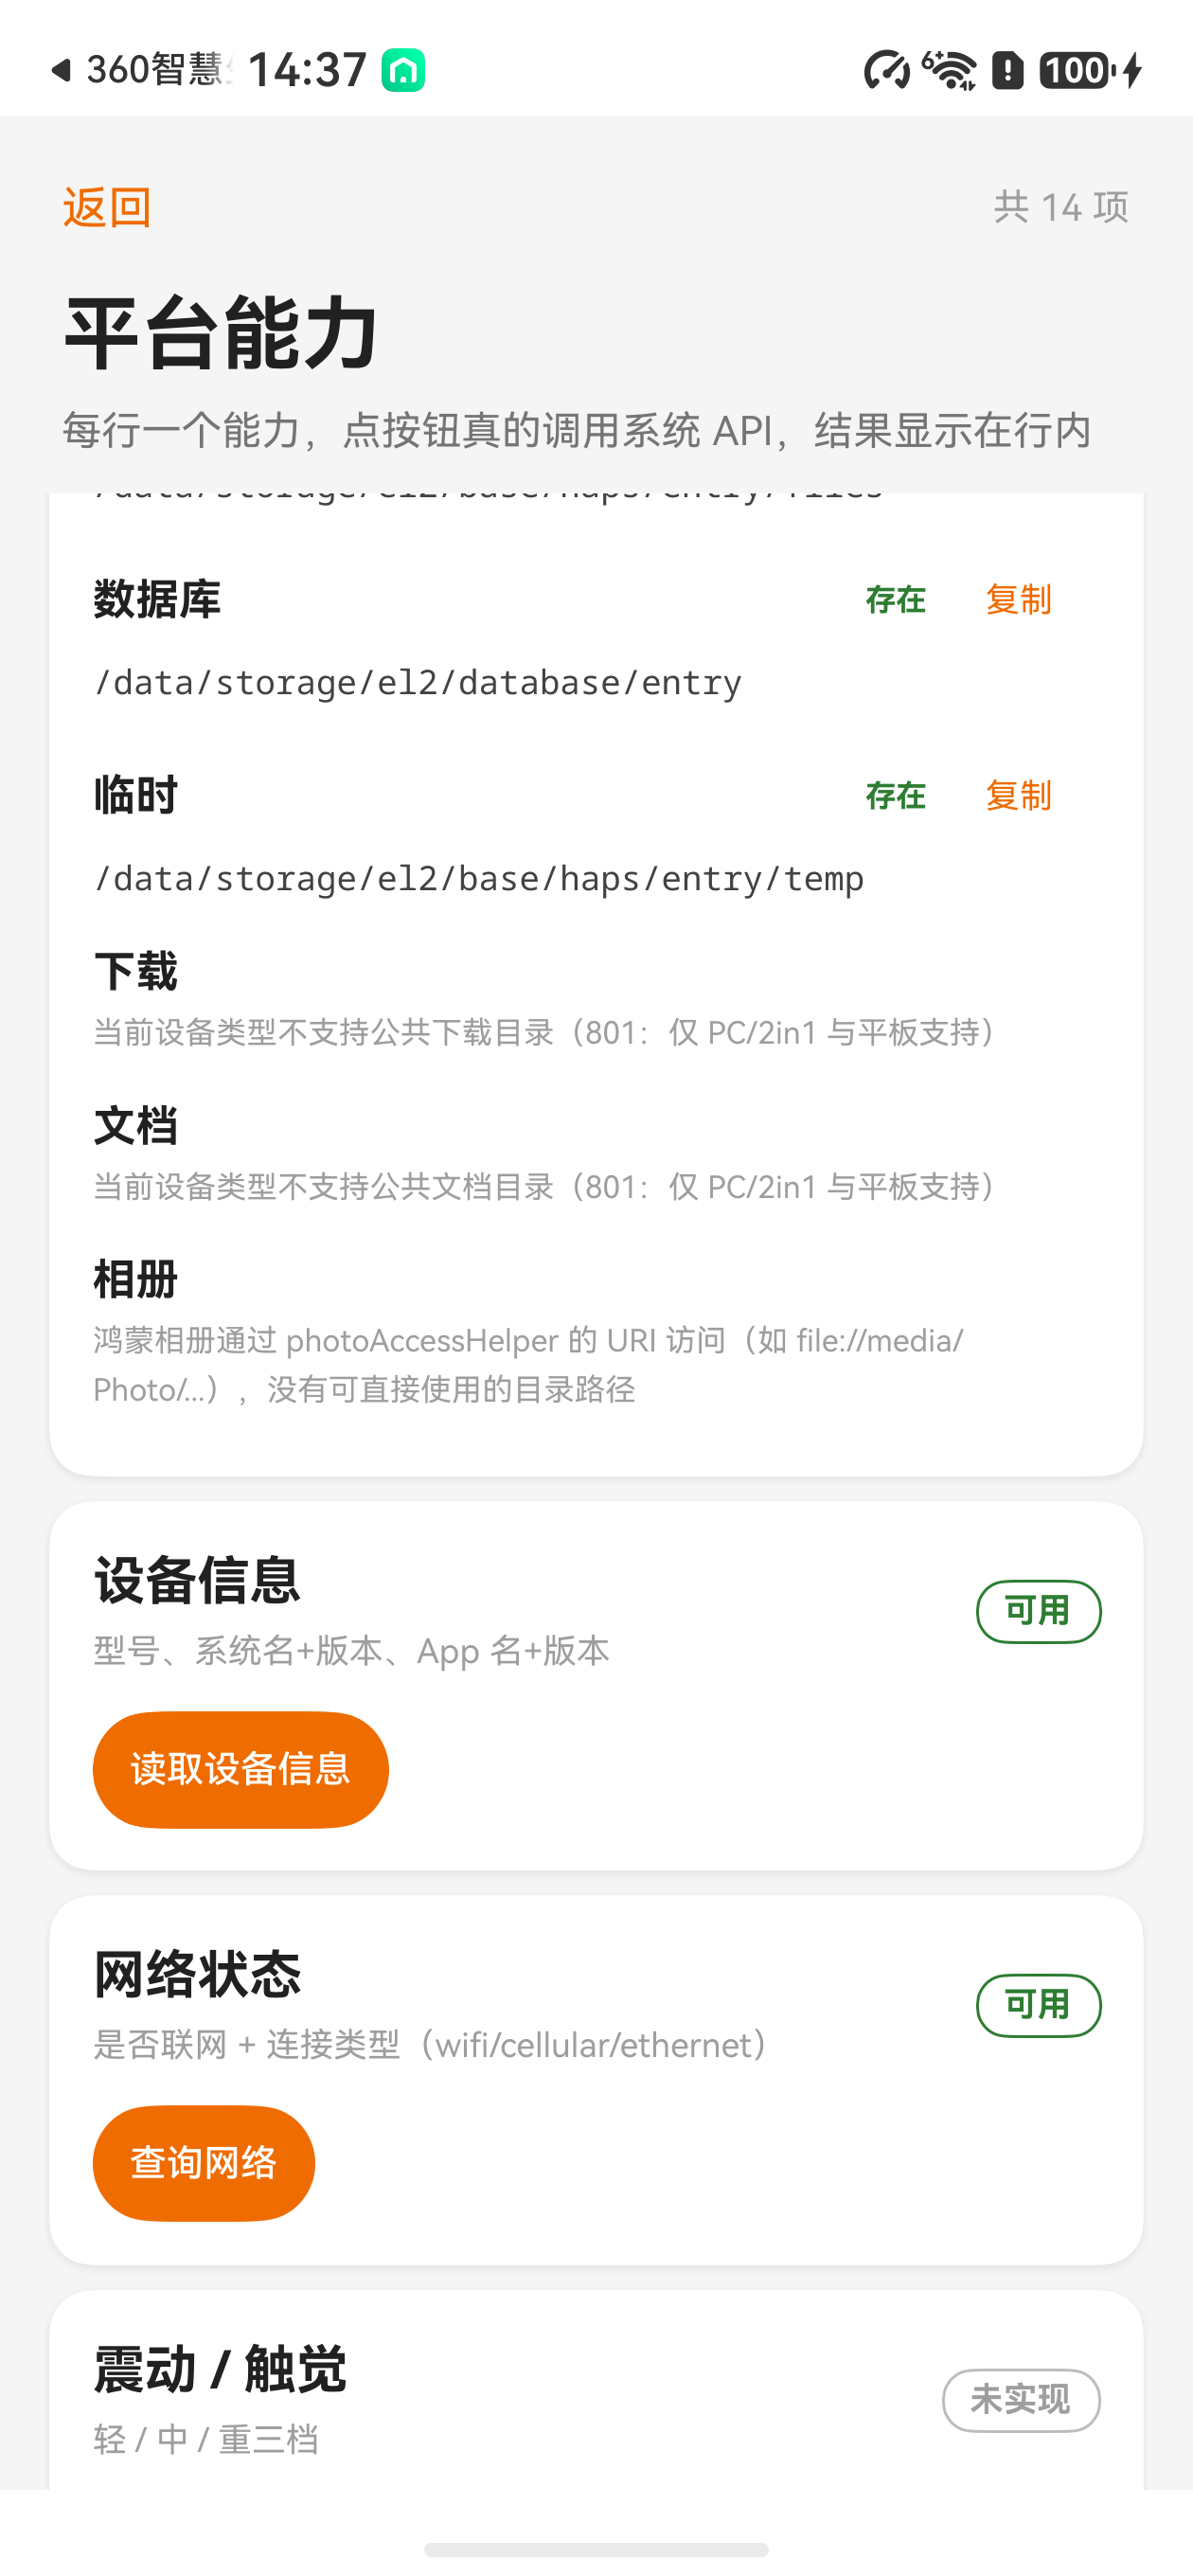 360智慧 14:37 6+ 100
返回 共 14 项
平台能力
每行一个能力，点按钮真的调用系统 API，结果显示在行内
/data/storage/el2/base/haps/entry/files
数据库 存在 复制
/data/storage/el2/database/entry
临时 存在 复制
/data/storage/el2/base/haps/entry/temp
下载
当前设备类型不支持公共下载目录（801：仅 PC/2in1 与平板支持）
文档
当前设备类型不支持公共文档目录（801：仅 PC/2in1 与平板支持）
相册
鸿蒙相册通过 photoAccessHelper 的 URI 访问（如 file://media/
Photo/...），没有可直接使用的目录路径
设备信息 可用
型号、系统名+版本、App 名+版本
读取设备信息
网络状态 可用
是否联网 + 连接类型（wifi/cellular/ethernet）
查询网络
震动 / 触觉 未实现
轻 / 中 / 重三档